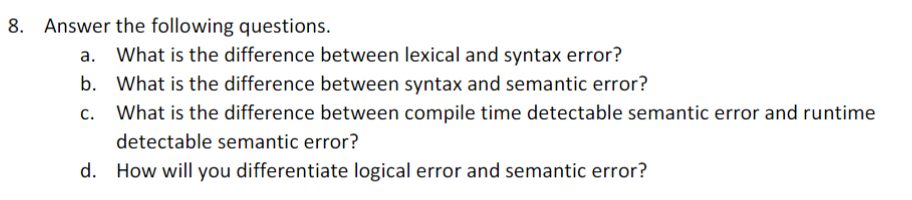 8. Answer the following questions.
a. What is the difference between lexical and syntax error?
b. What is the difference between syntax and semantic error?
c. What is the difference between compile time detectable semantic error and runtime
detectable semantic error?
d. How will you differentiate logical error and semantic error?